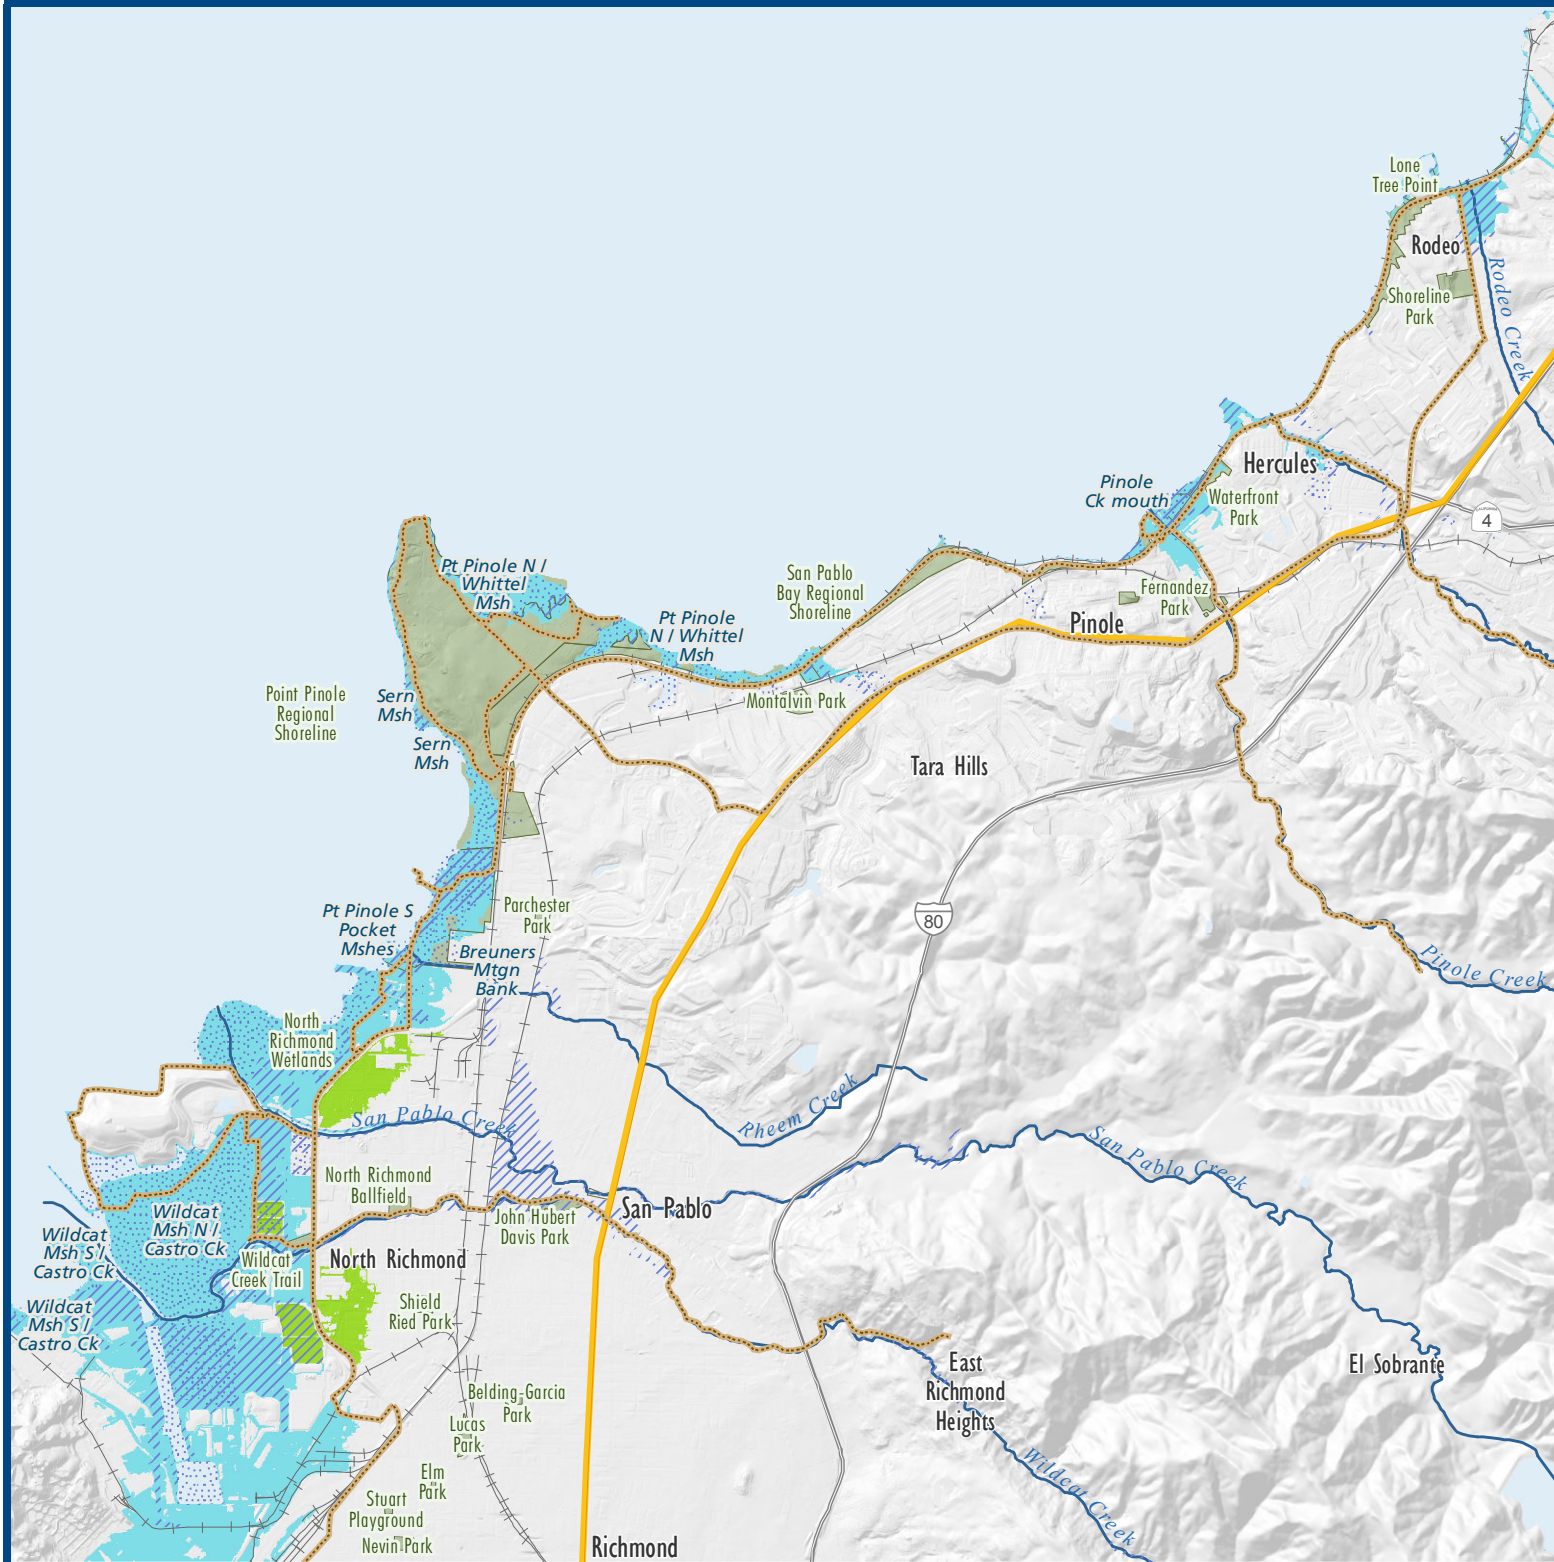 Lone
Tree Point
Rodeo
Rodeo Creek
Shoreline
Park
Hercules
Pinole
Ck mouth
Waterfront
Park
4
Pt Pinole N /
Whittel
Msh
San Pablo
Bay Regional
Shoreline
Fernandez
Park
Pt Pinole
N / Whittel
Msh
Pinole
Point Pinole
Regional
Shoreline
Sern
Msh
Montalvin Park
Sern
Msh
Tara Hills
Parchester
Park
Pt Pinole S
Pocket
Mshes
80
Breuners
Mtgn
Bank
Pinole Creek
North
Richmond
Wetlands
San Pablo Creek
Rheem Creek
San Pablo Creek
North Richmond
Ballfield
Wildcat
Msh N /
Castro Ck
John Hubert
Davis Park
San Pablo
Wildcat
Msh S /
Castro Ck
Wildcat
Creek Trail
North Richmond
Wildcat
Msh S /
Castro Ck
Shield
Ried Park
East
Richmond
Heights
El Sobrante
Belding-Garcia
Park
Lucas
Park
Elm
Park
Wildcat Creek
Stuart
Playground
Nevin Park
Richmond